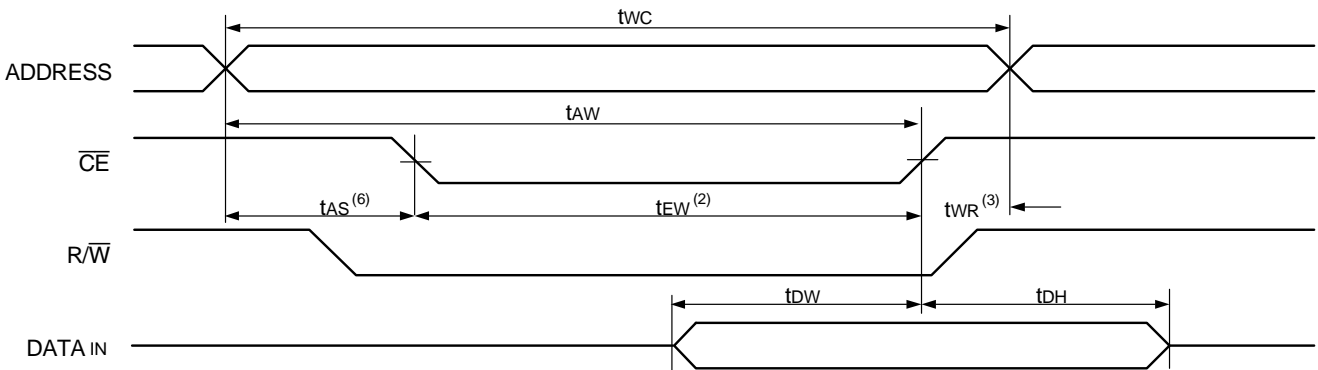 tWC
ADDRESS
tAW
CE
tAS (6)
tEW (2)
tWR (3)
R/W
tDW
tDH
DATA IN